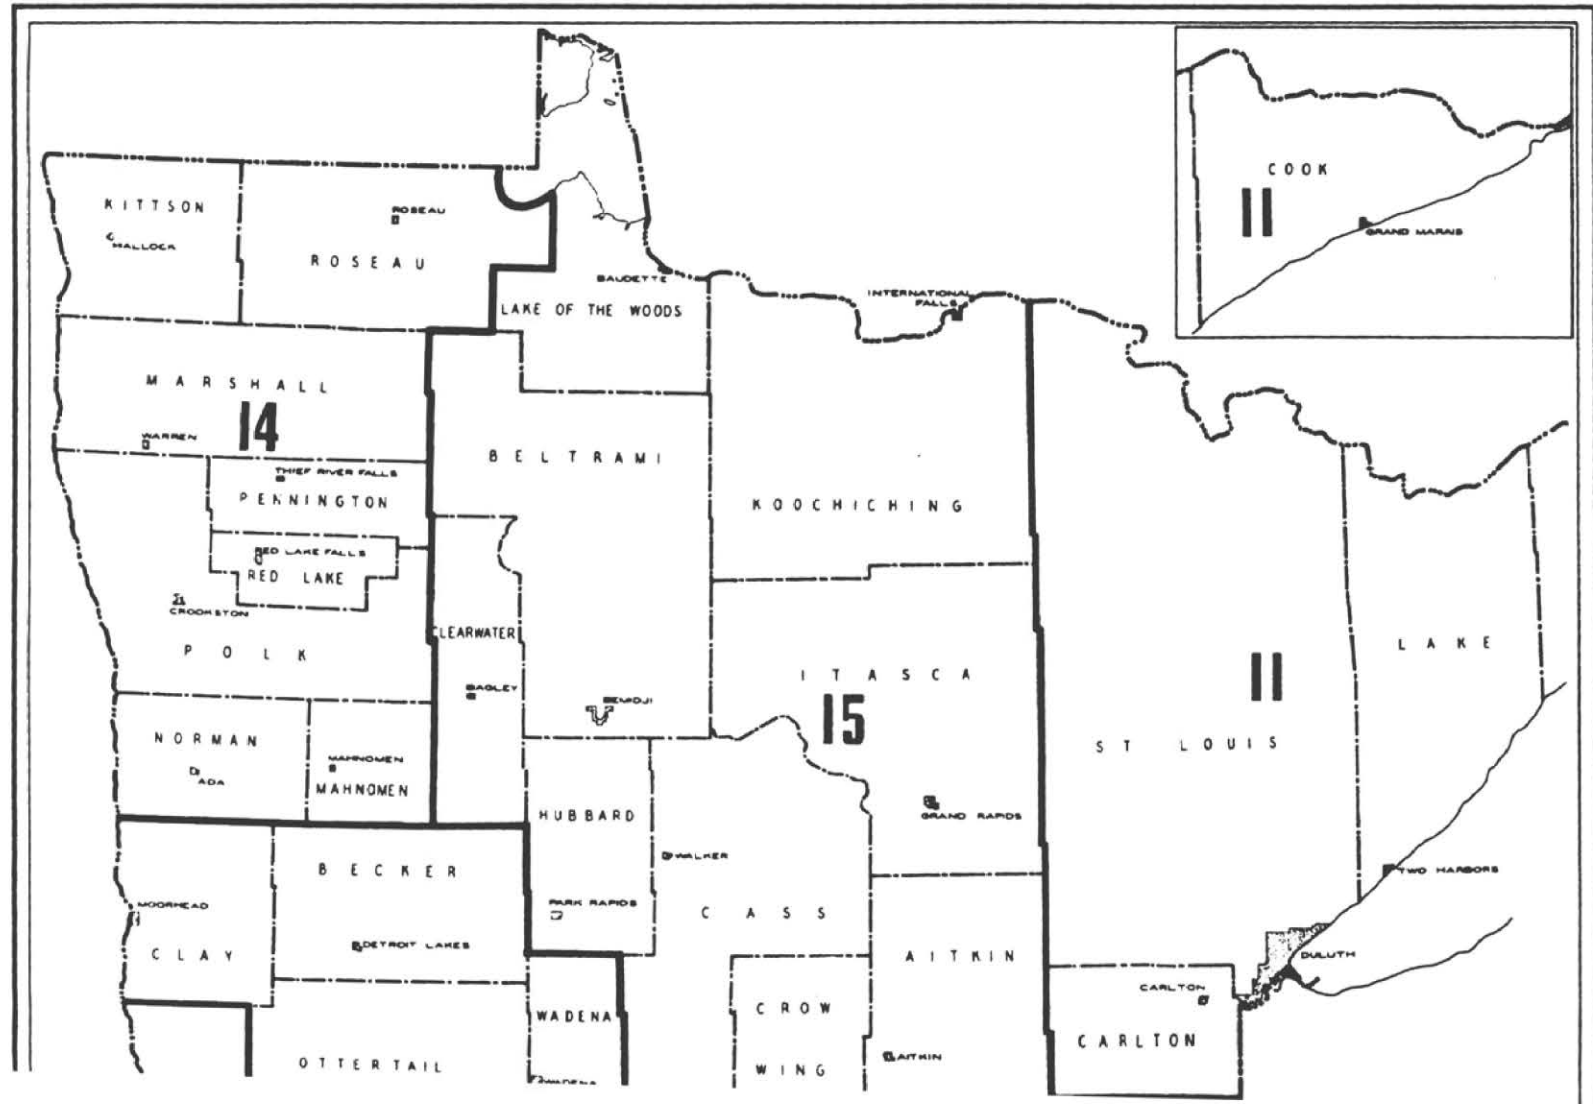 COOK
11
GRAND MARAIS
KITTSON
HALLOCK
ROSEAU
ROSEAU
BAUDETTE
LAKE OF THE WOODS
INTERNATIONAL
FALLS
MARSHALL
14
WARREN
THIEF RIVER FALLS
PENNINGTON
RED LAKE FALLS
RED LAKE
CROOKSTON
POLK
BELTRAMI
KOOCHICHING
CLEARWATER
BAGLEY
BEMIDJI
ITASCA
15
GRAND RAPIDS
ST LOUIS
11
LAKE
TWO HARBORS
NORMAN
ADA
MAHNOMEN
MAHNOMEN
HUBBARD
WALKER
BECKER
PARK RAPIDS
CASS
MOORHEAD
CLAY
DETROIT LAKES
AITKIN
DULUTH
CARLTON
CARLTON
WADENA
CROW
WING
AITKIN
OTTERTAIL
WADENA